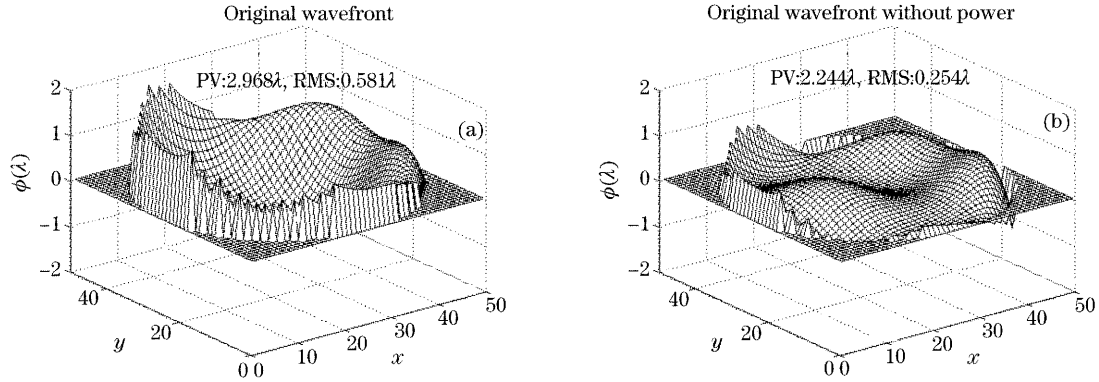 Original wavefront
PV:2.968λ, RMS:0.581λ
(a)
ϕ(λ)
2
1
0
−1
−2
40
20
0
y
0
10
20
30
40
50
x
Original wavefront without power
PV:2.244λ, RMS:0.254λ
(b)
ϕ(λ)
2
1
0
−1
−2
40
20
0
y
0
10
20
30
40
50
x